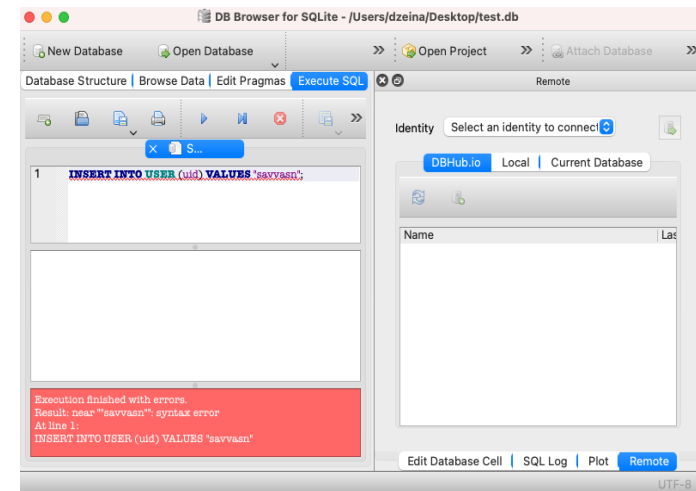 DB Browser for SQLite - /Users/dzeina/Desktop/test.db
New Database Open Database » Open Project » Attach Database »
Database Structure Browse Data Edit Pragmas Execute SQL
Remote
»
Identity Select an identity to connect
S...
DBHub.io Local Current Database
1 INSERT INTO USER (uid) VALUES "savvasn";
Name Las
Execution finished with errors.
Result: near ""savvasn"": syntax error
At line 1:
INSERT INTO USER (uid) VALUES "savvasn"
Edit Database Cell SQL Log Plot Remote
UTF-8